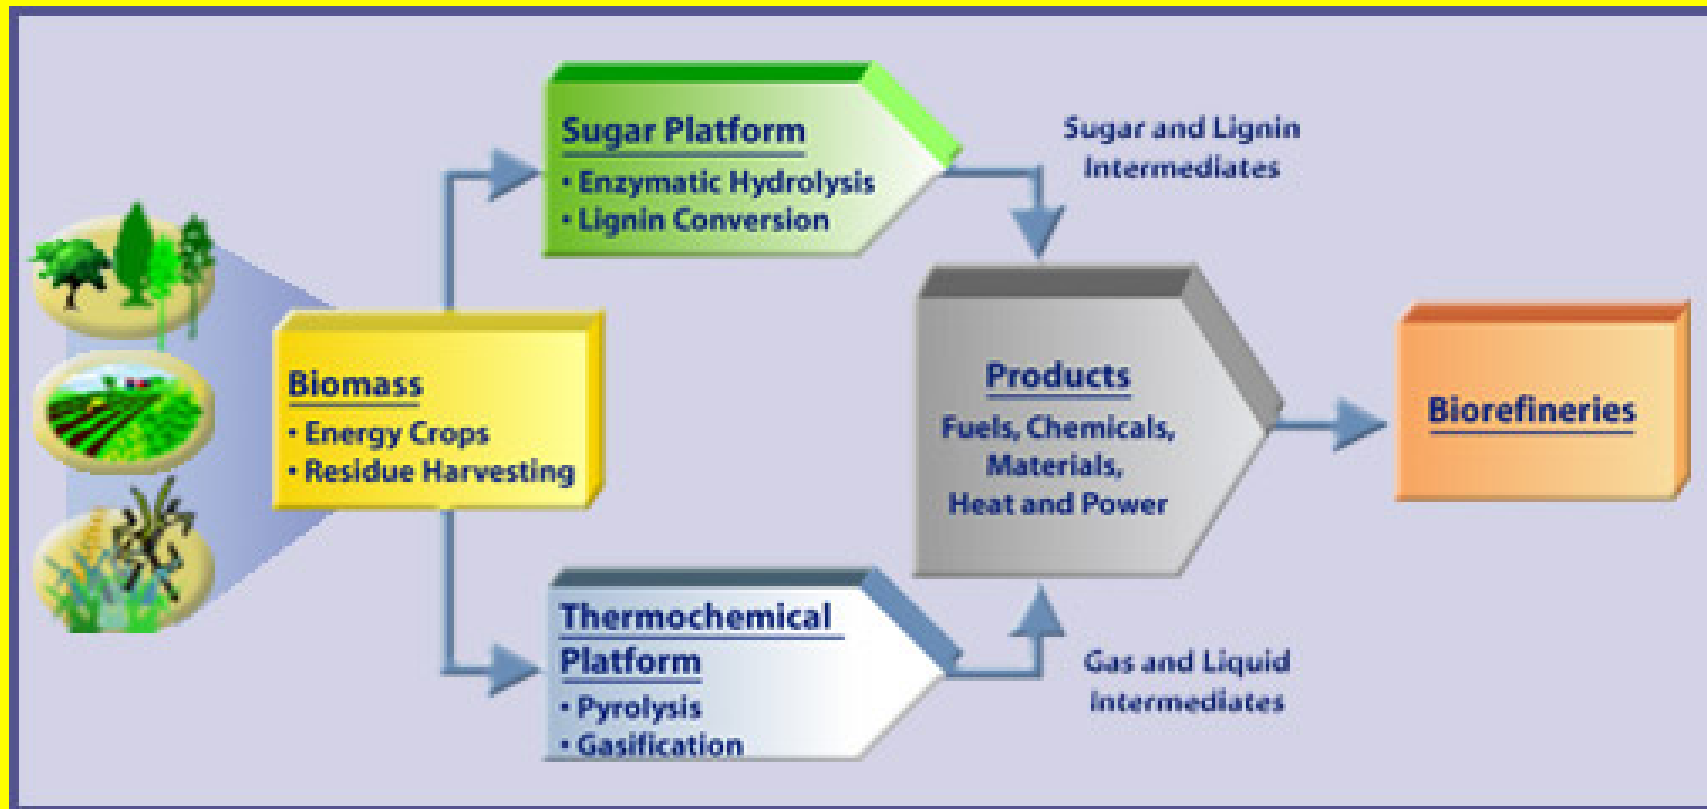 Sugar Platform
• Enzymatic Hydrolysis
• Lignin Conversion
Sugar and Lignin
Intermediates
Biomass
• Energy Crops
• Residue Harvesting
Products
Fuels, Chemicals,
Materials,
Heat and Power
Biorefineries
Thermochemical
Platform
• Pyrolysis
• Gasification
Gas and Liquid
Intermediates